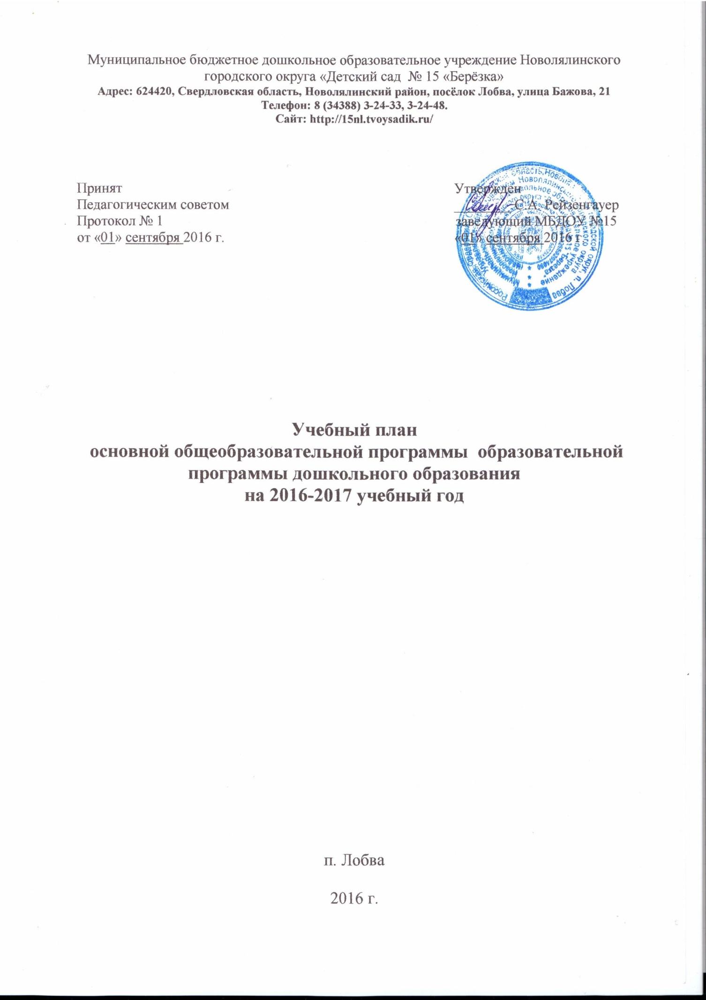 Муниципальное бюджетное дошкольное образовательное учреждение Новолялинского
городского округа «Детский сад № 15 «Берёзка»
Адрес: 624420, Свердловская область, Новолялинский район, посёлок Лобва, улица Бажова, 21
Телефон: 8 (34388) 3-24-33, 3-24-48.
Сайт: http://15nl.tvoysadik.ru/
Принят
Педагогическим советом
Протокол № 1
от «01» сентября 2016 г.
Утвержден
С.А. Рейзенгауер
заведующий МБДОУ №15
«01» сентября 2016 г
Учебный план
основной общеобразовательной программы образовательной
программы дошкольного образования
на 2016-2017 учебный год
п. Лобва
2016 г.